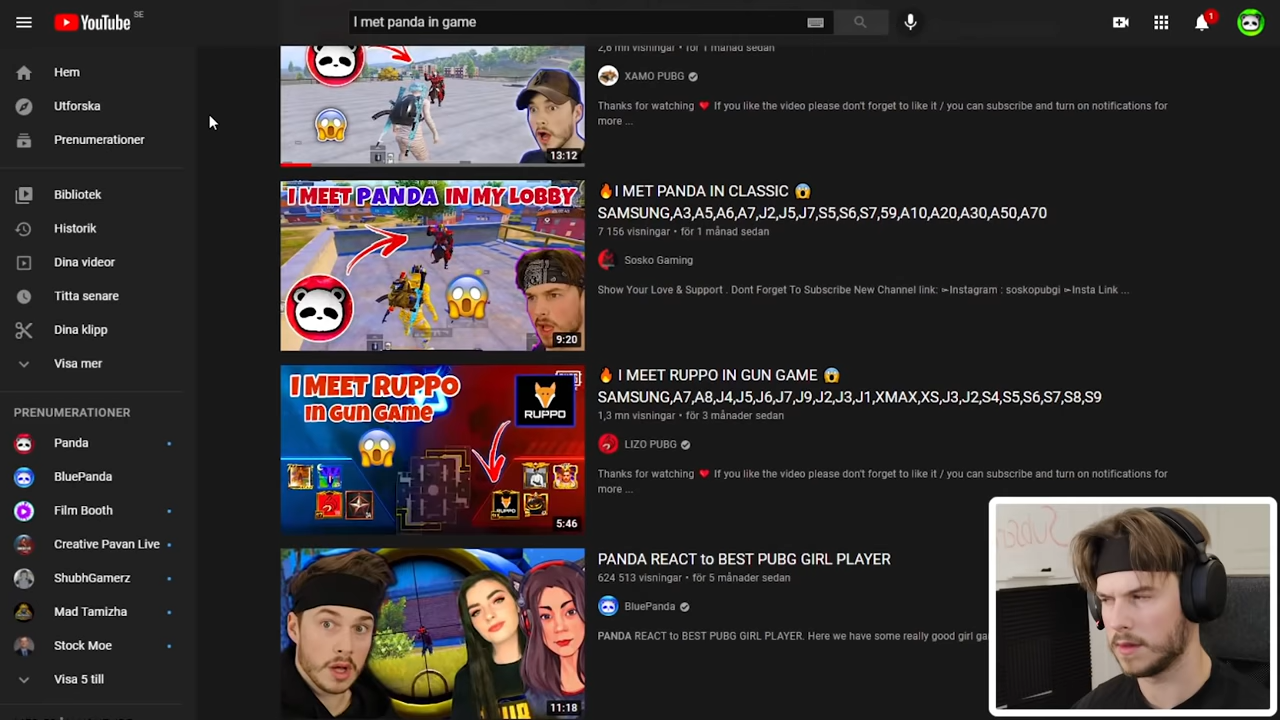 YouTube SE
I met panda in game
1
Hem
Utforska
Prenumerationer
Bibliotek
Historik
Dina videor
Titta senare
Dina klipp
Visa mer
PRENUMERATIONER
Panda
BluePanda
Film Booth
Creative Pavan Live
ShubhGamerz
Mad Tamizha
Stock Moe
Visa 5 till
13:12
2,8 mn visningar • för 1 månad sedan
XAMO PUBG
Thanks for watching ❤️ If you like the video please don't forget to like it / you can subscribe and turn on notifications for
more ...
I MEET PANDA IN MY LOBBY
9:20
🔥I MET PANDA IN CLASSIC 😱
SAMSUNG,A3,A5,A6,A7,J2,J5,J7,S5,S6,S7,59,A10,A20,A30,A50,A70
7 156 visningar • för 1 månad sedan
Sosko Gaming
Show Your Love & Support . Dont Forget To Subscribe New Channel link: ➳Instagram : soskopubgi ➳Insta Link ...
I MEET RUPPO
in Gun Game
RUPPO
RUPPO
5:46
🔥 I MEET RUPPO IN GUN GAME 😱
SAMSUNG,A7,A8,J4,J5,J6,J7,J9,J2,J3,J1,XMAX,XS,J3,J2,S4,S5,S6,S7,S8,S9
1,3 mn visningar • för 3 månader sedan
LIZO PUBG
Thanks for watching ❤️ If you like the video please don't forget to like it / you can subscribe and turn on notifications for
more ...
11:18
PANDA REACT to BEST PUBG GIRL PLAYER
624 513 visningar • för 5 månader sedan
BluePanda
PANDA REACT to BEST PUBG GIRL PLAYER. Here we have some really good girl